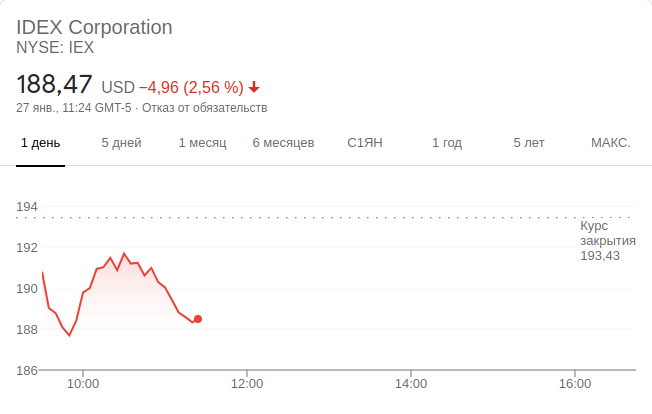 IDEX Corporation
NYSE: IEX
188,47 USD −4,96 (2,56 %)
27 янв., 11:24 GMT-5 · Отказ от обязательств
1 день 5 дней 1 месяц 6 месяцев С1ЯН 1 год 5 лет МАКС.
194
Курс
закрытия
193,43
192
190
188
186
10:00 12:00 14:00 16:00